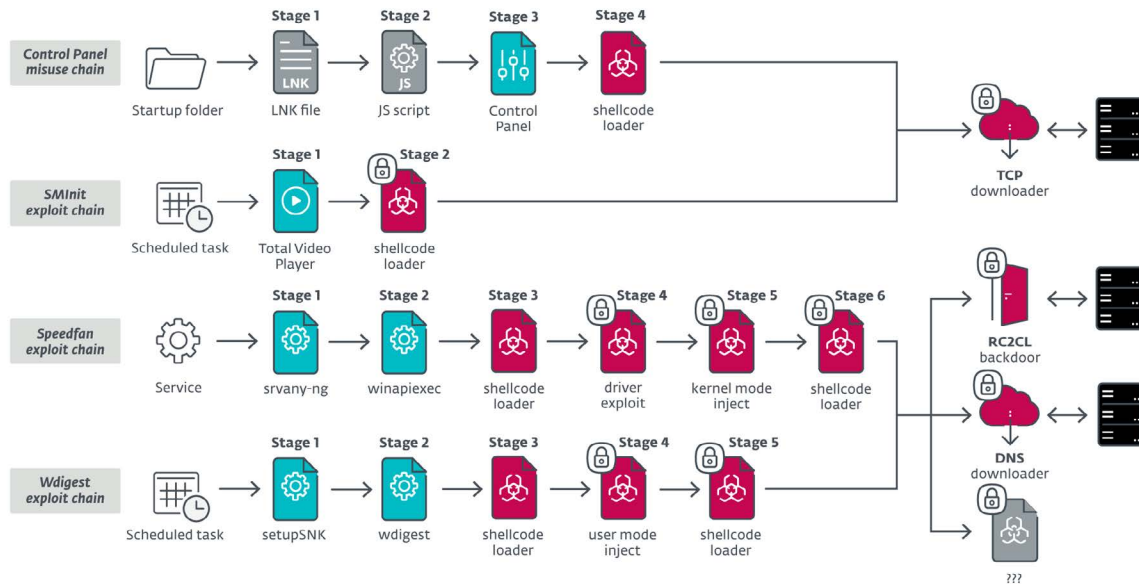 Stage 1
Stage 2
Stage 3
Stage 4
Control Panel
misuse chain
LNK
JS
Startup folder
LNK file
JS script
Control
Panel
shellcode
loader
TCP
downloader
Stage 1
Stage 2
SMInit
exploit chain
Scheduled task
Total Video
Player
shellcode
loader
Stage 1
Stage 2
Stage 3
Stage 4
Stage 5
Stage 6
Speedfan
exploit chain
Service
srvany-ng
winapiexec
shellcode
loader
driver
exploit
kernel mode
inject
shellcode
loader
RC2CL
backdoor
Stage 1
Stage 2
Stage 3
Stage 4
Stage 5
Wdigest
exploit chain
Scheduled task
setupSNK
wdigest
shellcode
loader
user mode
inject
shellcode
loader
DNS
downloader
???